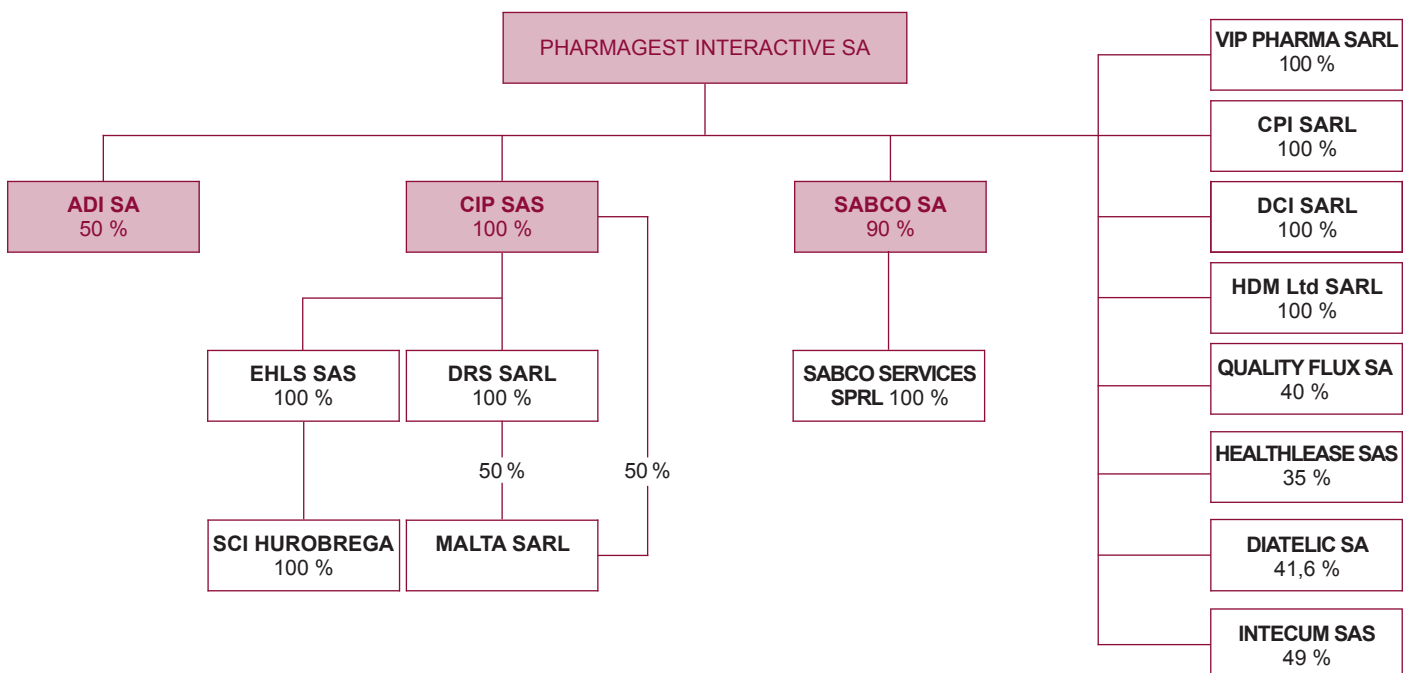 PHARMAGEST INTERACTIVE SA
VIP PHARMA SARL
100 %
CPI SARL
100 %
ADI SA
50 %
CIP SAS
100 %
SABCO SA
90 %
DCI SARL
100 %
HDM Ltd SARL
100 %
EHLS SAS
100 %
DRS SARL
100 %
SABCO SERVICES
SPRL 100 %
QUALITY FLUX SA
40 %
50 %
50 %
HEALTHLEASE SAS
35 %
SCI HUROBREGA
100 %
MALTA SARL
DIATELIC SA
41,6 %
INTECUM SAS
49 %